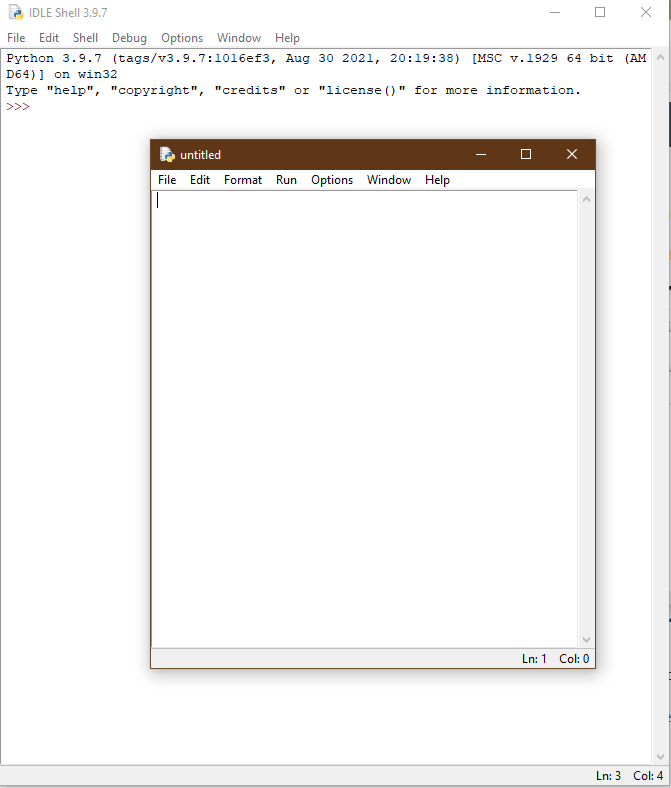 IDLE Shell 3.9.7
File Edit Shell Debug Options Window Help
Python 3.9.7 (tags/v3.9.7:1016ef3, Aug 30 2021, 20:19:38) [MSC v.1929 64 bit (AM
D64)] on win32
Type "help", "copyright", "credits" or "license()" for more information.
>>>
untitled
File Edit Format Run Options Window Help
Ln: 1 Col: 0
Ln: 3 Col: 4